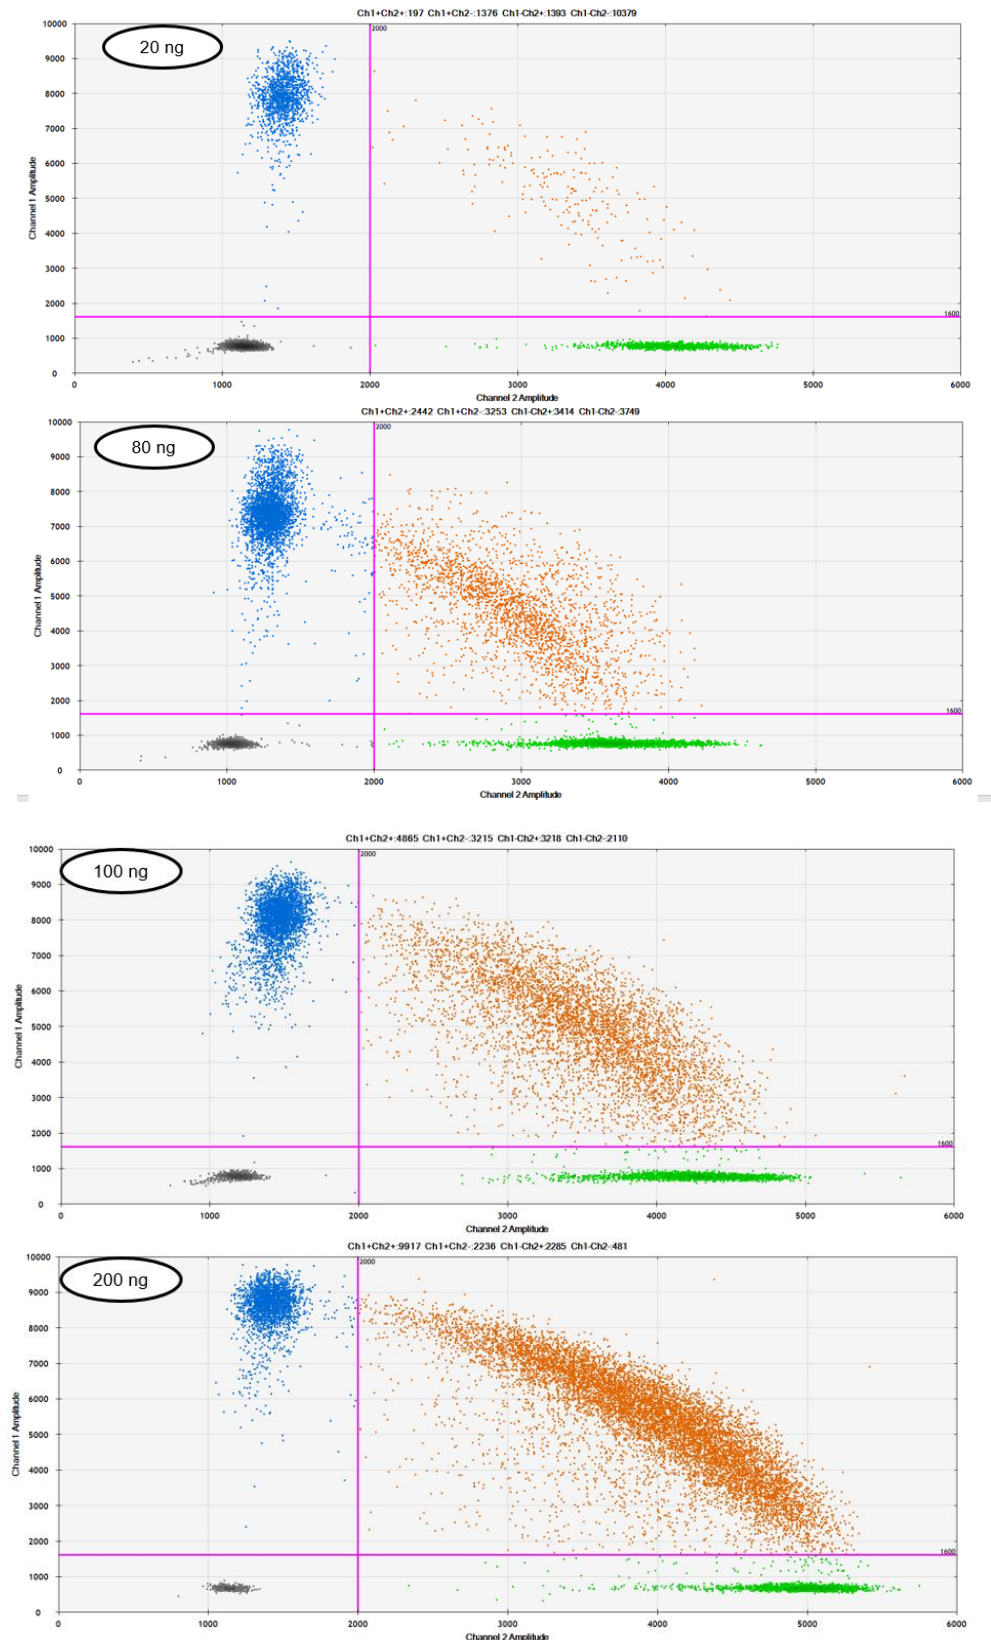 Ch1+Ch2+:197 Ch1+Ch2-:1376 Ch1-Ch2+:1393 Ch1-Ch2-:10379
20 ng
2000
10000
9000
8000
7000
6000
5000
4000
3000
2000
1000
0
Channel 1 Amplitude
1600
0 1000 2000 3000 4000 5000 6000
Channel 2 Amplitude
Ch1+Ch2+:2442 Ch1+Ch2-:3253 Ch1-Ch2+:3414 Ch1-Ch2-:3749
80 ng
2000
10000
9000
8000
7000
6000
5000
4000
3000
2000
1000
0
Channel 1 Amplitude
1600
0 1000 2000 3000 4000 5000 6000
Channel 2 Amplitude
Ch1+Ch2+:4865 Ch1+Ch2-:3215 Ch1-Ch2+:3218 Ch1-Ch2-:2110
100 ng
2000
10000
9000
8000
7000
6000
5000
4000
3000
2000
1000
0
Channel 1 Amplitude
1600
0 1000 2000 3000 4000 5000 6000
Channel 2 Amplitude
Ch1+Ch2+:9917 Ch1+Ch2-:2236 Ch1-Ch2+:2285 Ch1-Ch2-:481
200 ng
2000
10000
9000
8000
7000
6000
5000
4000
3000
2000
1000
0
Channel 1 Amplitude
1600
0 1000 2000 3000 4000 5000 6000
Channel 2 Amplitude